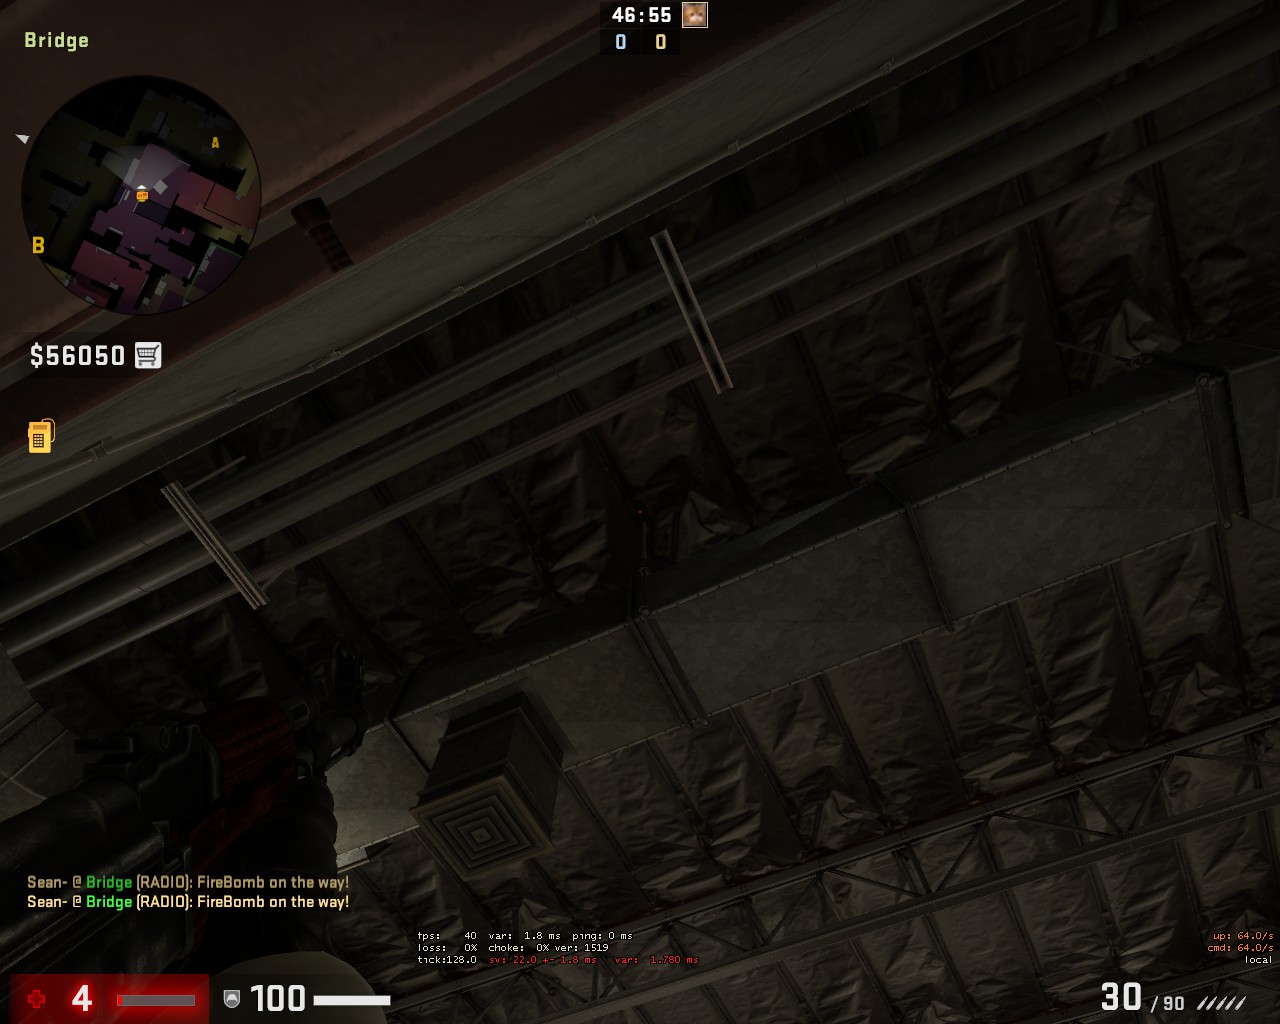 46:55
0 0
Bridge
A
B
$56050
Sean- @ Bridge (RADIO): FireBomb on the way!
Sean- @ Bridge (RADIO): FireBomb on the way!
fps: 40 var: 1.8 ms ping: 0 ms
loss: 0% choke: 0% ver: 1519
tick:128.0 sv: 22.0 +- 1.8 ms var: 1.780 ms
up: 64.0/s
cmd: 64.0/s
local
4
100
30 / 90